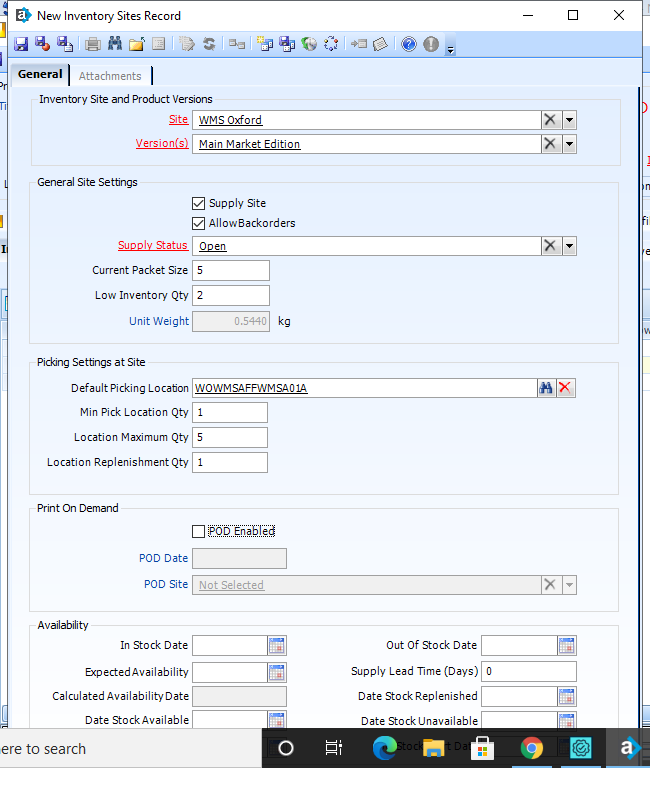 New Inventory Sites Record
General Attachments
Inventory Site and Product Versions
Site WMS Oxford
Version(s) Main Market Edition
General Site Settings
Supply Site
Allow Backorders
Supply Status Open
Current Packet Size 5
Low Inventory Qty 2
Unit Weight 0.5440 kg
Picking Settings at Site
Default Picking Location WOWMSAFFWMSA01A
Min Pick Location Qty 1
Location Maximum Qty 5
Location Replenishment Qty 1
Print On Demand
POD Enabled
POD Date
POD Site Not Selected
Availability
In Stock Date Out Of Stock Date
Expected Availability Supply Lead Time (Days) 0
Calculated Availability Date Date Stock Replenished
Date Stock Available Date Stock Unavailable
ere to search